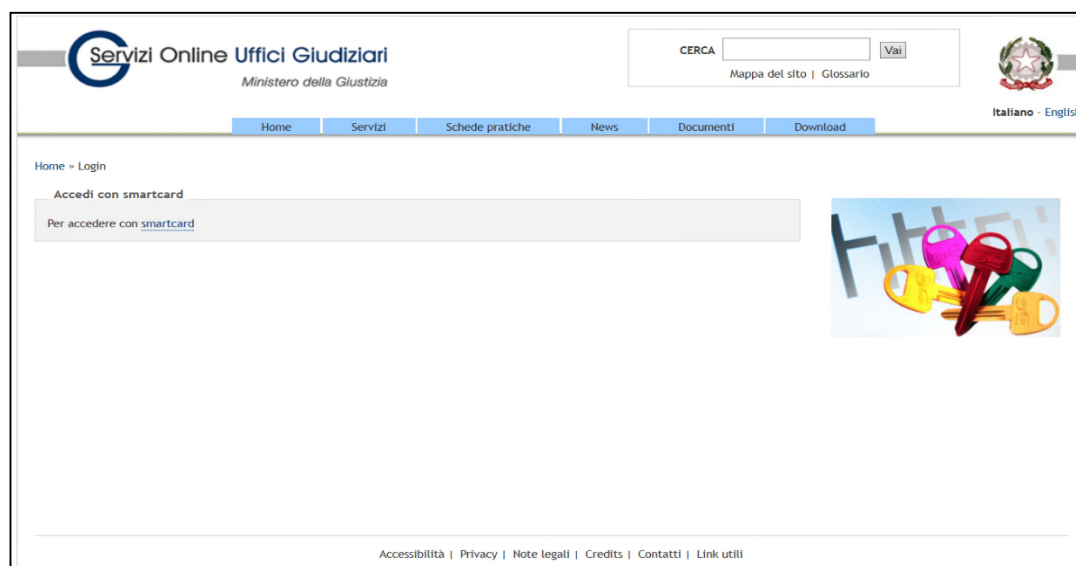 Servizi Online Uffici Giudiziari
Ministero della Giustizia
CERCA Vai
Mappa del sito | Glossario
Italiano - English
Home Servizi Schede pratiche News Documenti Download
Home » Login
Accedi con smartcard
Per accedere con smartcard
http:
Accessibilità | Privacy | Note legali | Credits | Contatti | Link utili